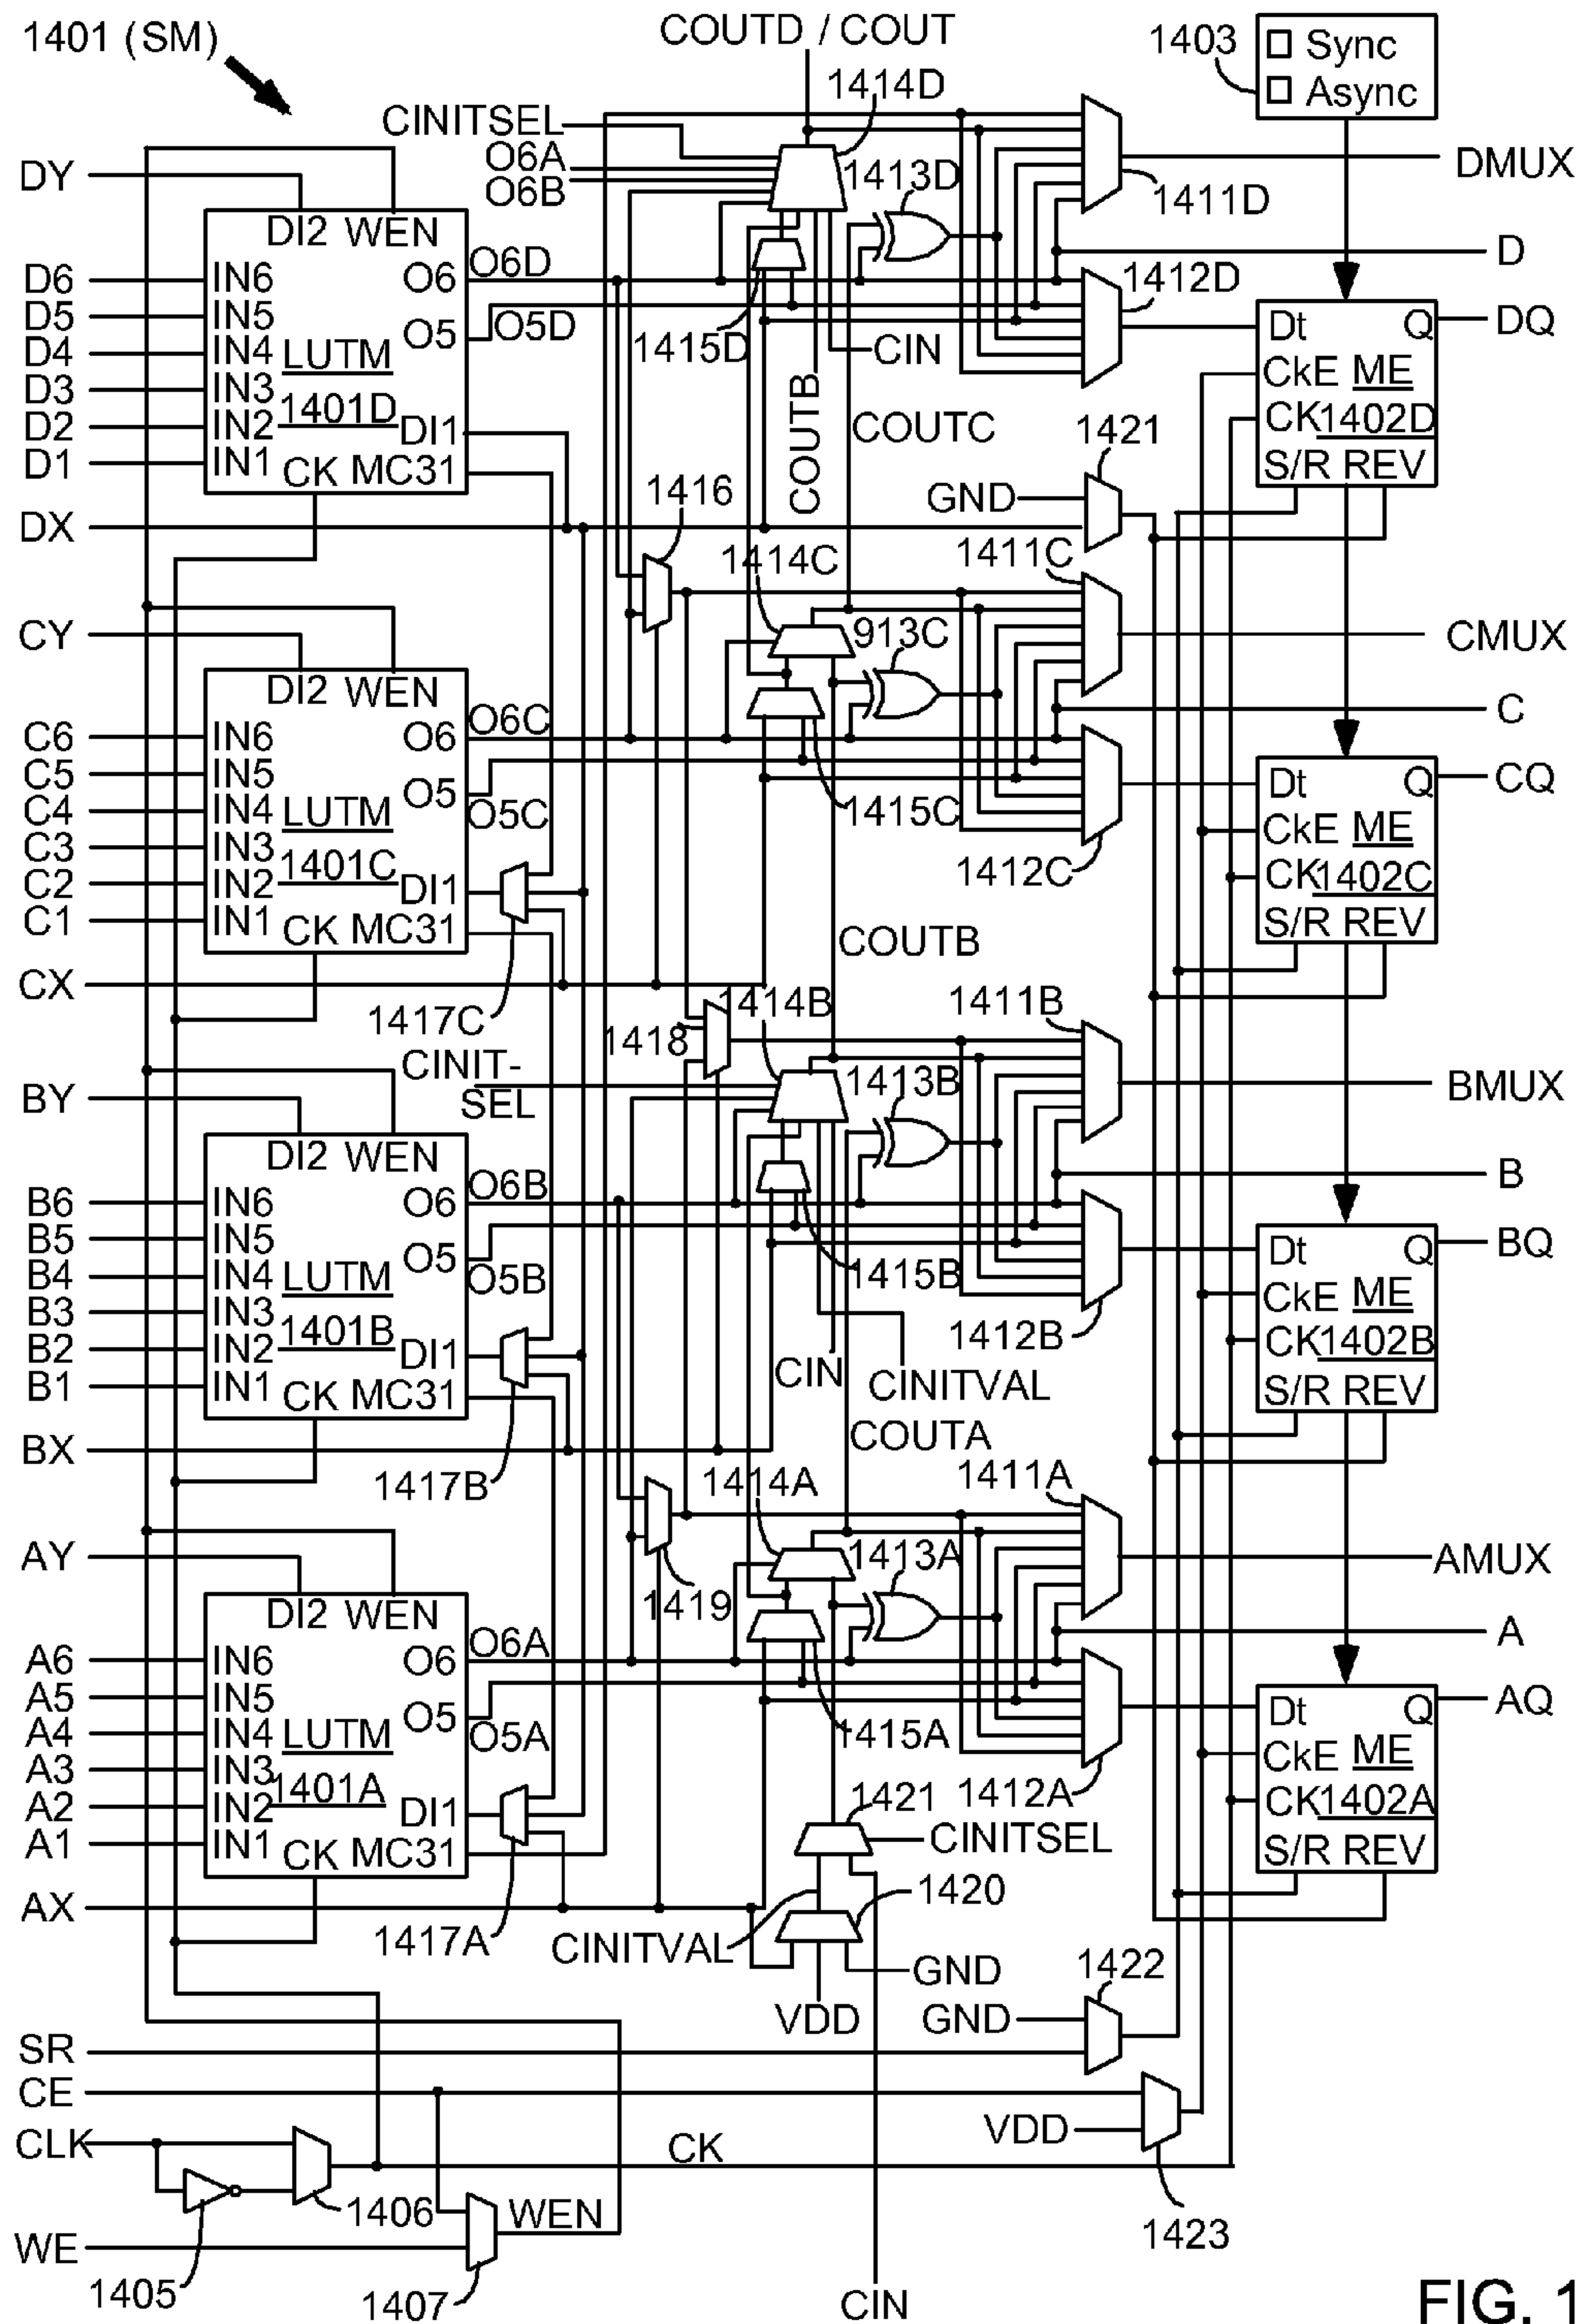 1401 (SM)
COUTD / COUT
1403
Sync
Async
1414D
CINITSEL
O6A
O6B
1413D
DMUX
1411D
DY
DI2 WEN
D
O6D
1412D
D6
IN6
O6
D5
IN5
O5D
DQ
D4
IN4
LUTM
O5
1415D
CIN
D3
IN3
D2
IN2
1401D
DI1
D1
IN1
CK MC31
COUTB
COUTC
1421
Dt
Q
CkE ME
CK 1402D
S/R REV
1416
GND
DX
1414C
1411C
CY
913C
CMUX
DI2 WEN
C
C6
IN6
O6
O6C
C5
IN5
CQ
C4
IN4
LUTM
O5
O5C
1415C
C3
IN3
C2
IN2
1401C
DI1
1412C
C1
IN1
CK MC31
Dt
Q
CkE ME
CK 1402C
S/R REV
COUTB
CX
1417C
1418
1414B
1411B
CINIT-
SEL
1413B
BMUX
BY
DI2 WEN
B
B6
IN6
O6
O6B
B5
IN5
BQ
B4
IN4
LUTM
O5
O5B
1415B
B3
IN3
B2
IN2
1401B
DI1
1412B
B1
IN1
CK MC31
CIN
CINITVAL
Dt
Q
CkE ME
CK 1402B
S/R REV
COUTA
BX
1417B
1414A
1411A
1413A
AMUX
AY
1419
DI2 WEN
A
A6
IN6
O6
O6A
A5
IN5
AQ
A4
IN4
LUTM
O5
O5A
1415A
A3
IN3
A2
IN2
1401A
DI1
1412A
A1
IN1
CK MC31
1421
CINITSEL
Dt
Q
CkE ME
CK 1402A
S/R REV
AX
1417A
CINITVAL
1420
GND
VDD
1422
GND
SR
CE
VDD
CLK
CK
1406
WEN
1423
WE
1405
1407
CIN
FIG. 1